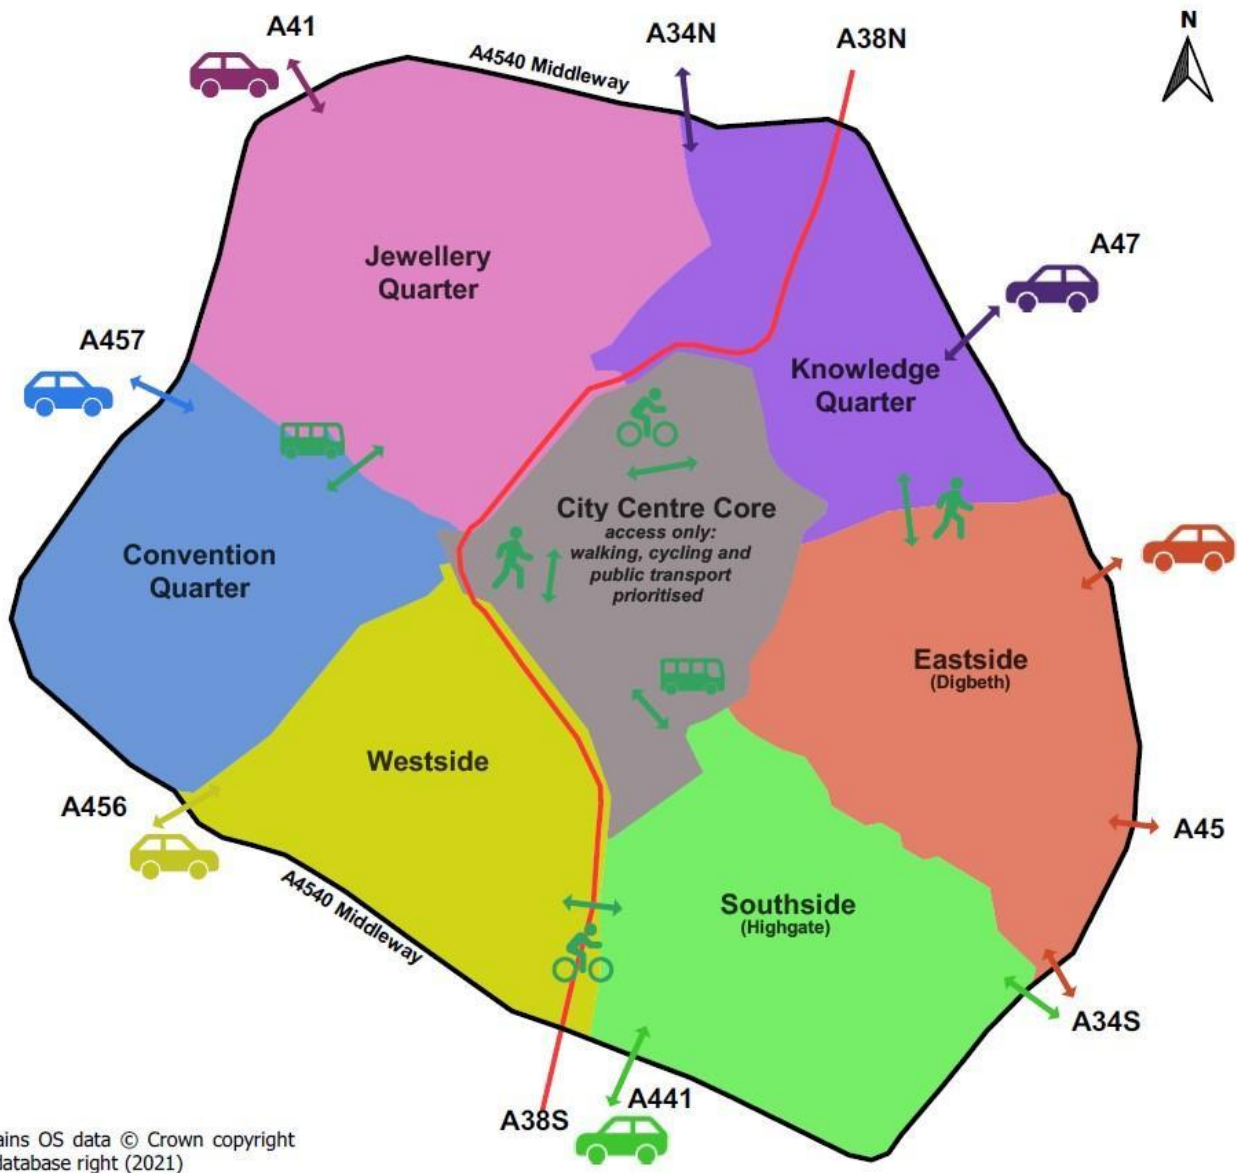 A41
A34N
A38N
N
A4540 Middleway
A47
Jewellery
Quarter
A457
Knowledge
Quarter
City Centre Core
access only:
walking, cycling and
public transport
prioritised
Convention
Quarter
Eastside
(Digbeth)
Westside
A456
A45
A4540 Middleway
Southside
(Highgate)
A34S
A441
A38S
ains OS data © Crown copyright
database right (2021)